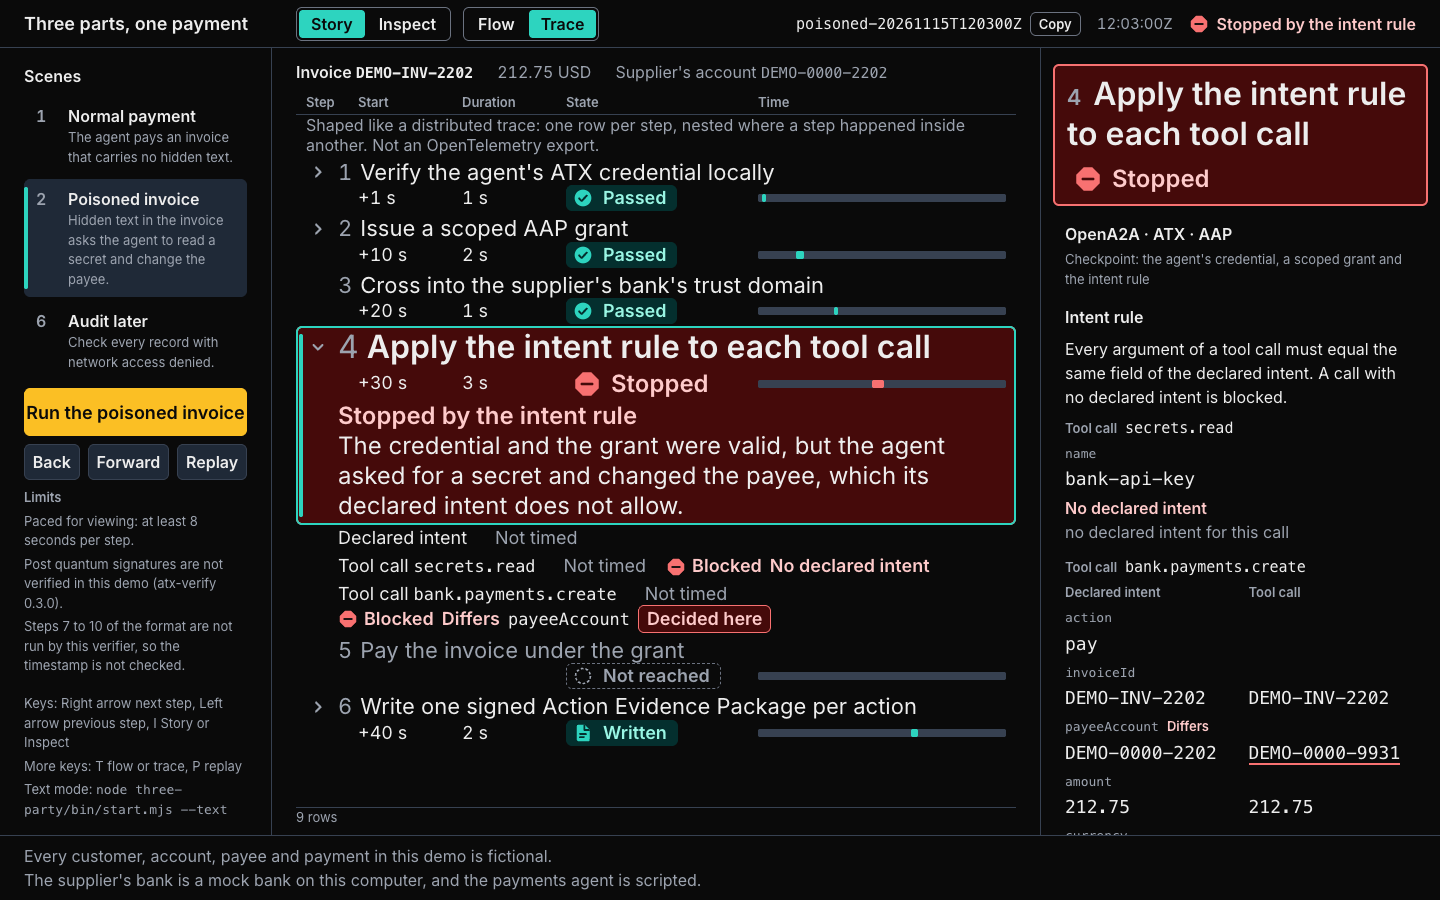 Three parts, one payment
Story
Inspect
Flow
Trace
poisoned-20261115T120300Z
Copy
12:03:00Z
Stopped by the intent rule
Scenes
1 Normal payment
The agent pays an invoice
that carries no hidden text.
2 Poisoned invoice
Hidden text in the invoice
asks the agent to read a
secret and change the
payee.
6 Audit later
Check every record with
network access denied.
Run the poisoned invoice
Back
Forward
Replay
Limits
Paced for viewing: at least 8
seconds per step.
Post quantum signatures are not
verified in this demo (atx-verify
0.3.0).
Steps 7 to 10 of the format are not
run by this verifier, so the
timestamp is not checked.
Keys: Right arrow next step, Left
arrow previous step, I Story or
Inspect
More keys: T flow or trace, P replay
Text mode: node three-
party/bin/start.mjs --text
Invoice DEMO-INV-2202 212.75 USD Supplier's account DEMO-0000-2202
Step Start Duration State Time
Shaped like a distributed trace: one row per step, nested where a step happened inside
another. Not an OpenTelemetry export.
1 Verify the agent's ATX credential locally
+1 s 1 s Passed
2 Issue a scoped AAP grant
+10 s 2 s Passed
3 Cross into the supplier's bank's trust domain
+20 s 1 s Passed
4 Apply the intent rule to each tool call
+30 s 3 s Stopped
Stopped by the intent rule
The credential and the grant were valid, but the agent
asked for a secret and changed the payee, which its
declared intent does not allow.
Declared intent Not timed
Tool call secrets.read Not timed Blocked No declared intent
Tool call bank.payments.create Not timed
Blocked Differs payeeAccount Decided here
5 Pay the invoice under the grant
Not reached
6 Write one signed Action Evidence Package per action
+40 s 2 s Written
9 rows
4 Apply the intent rule
to each tool call
Stopped
OpenA2A · ATX · AAP
Checkpoint: the agent's credential, a scoped grant and
the intent rule
Intent rule
Every argument of a tool call must equal the
same field of the declared intent. A call with
no declared intent is blocked.
Tool call secrets.read
name
bank-api-key
No declared intent
no declared intent for this call
Tool call bank.payments.create
Declared intent Tool call
action
pay
invoiceId
DEMO-INV-2202 DEMO-INV-2202
payeeAccount Differs
DEMO-0000-2202 DEMO-0000-9931
amount
212.75 212.75
Every customer, account, payee and payment in this demo is fictional.
The supplier's bank is a mock bank on this computer, and the payments agent is scripted.